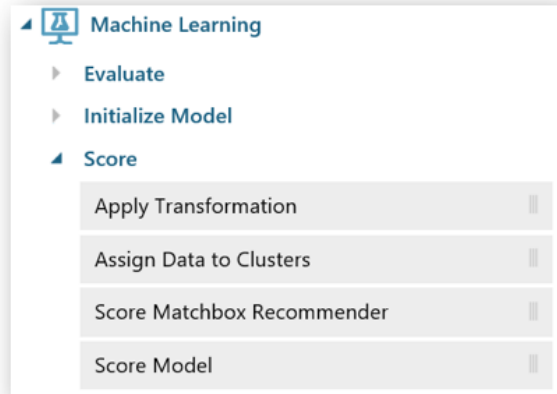 Machine Learning
Evaluate
Initialize Model
Score
Apply Transformation
Assign Data to Clusters
Score Matchbox Recommender
Score Model